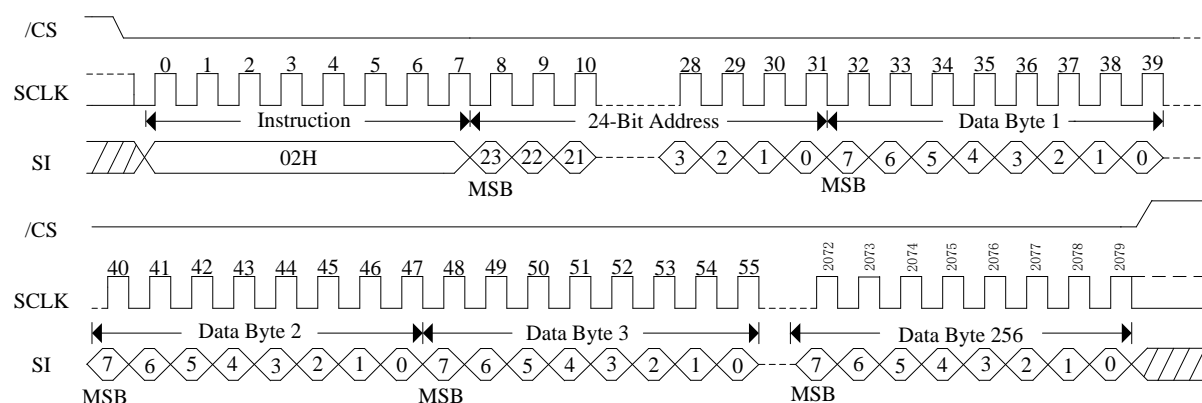 /CS
0 1 2 3 4 5 6 7 8 9 10 28 29 30 31 32 33 34 35 36 37 38 39
SCLK
Instruction 24-Bit Address Data Byte 1
SI 02H 23 22 21 3 2 1 0 7 6 5 4 3 2 1 0
MSB MSB
/CS
40 41 42 43 44 45 46 47 48 49 50 51 52 53 54 55 2072 2073 2074 2075 2076 2077 2078 2079
SCLK
Data Byte 2 Data Byte 3 Data Byte 256
SI 7 6 5 4 3 2 1 0 7 6 5 4 3 2 1 0 7 6 5 4 3 2 1 0
MSB MSB MSB